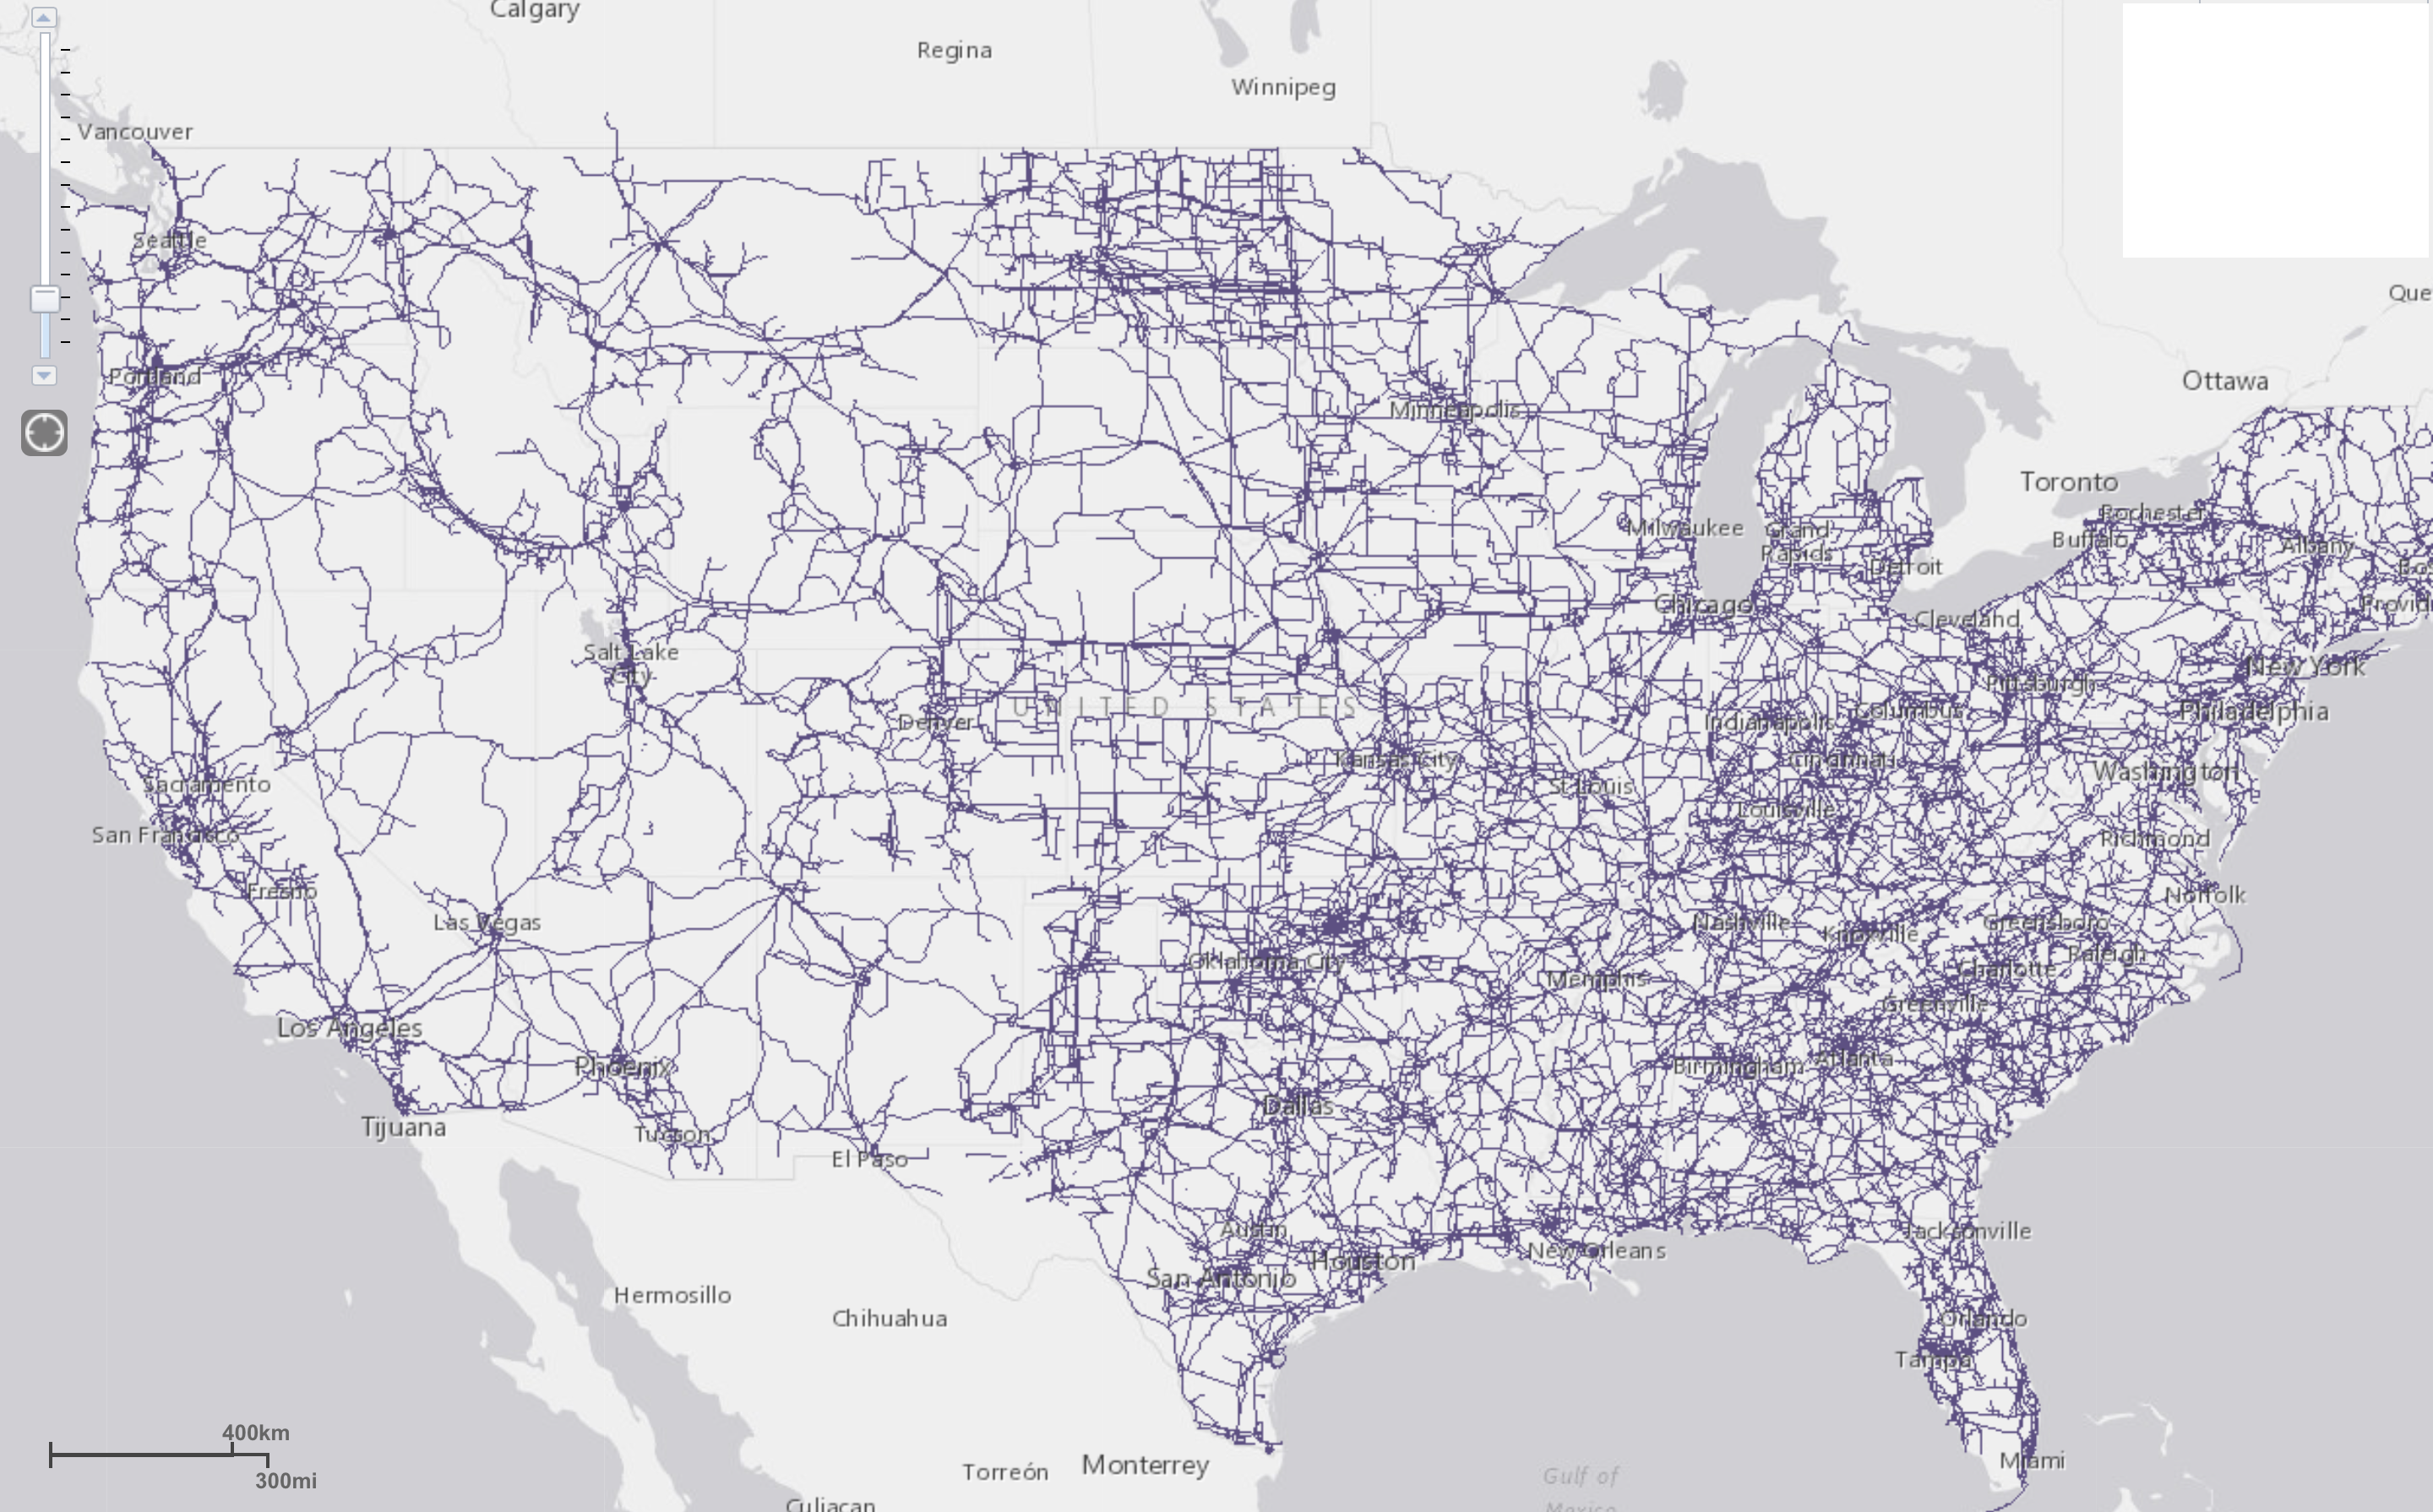 Calgary
Regina
Winnipeg
Vancouver
Seattle
Que
Portland
Ottawa
Minneapolis
Toronto
Rochester
Milwaukee
Grand
Rapids
Buffalo
Albany
Detroit
Bos
Chicago
Provid
Cleveland
Salt Lake
City
New York
Pittsburgh
UNITED STATES
Denver
Indianapolis
Columbus
Philadelphia
Kansas City
Cincinnati
Washington
Sacramento
St Louis
Louisville
San Francisco
Richmond
Fresno
Norfolk
Las Vegas
Nashville
Knoxville
Greensboro
Raleigh
Oklahoma City
Memphis
Charlotte
Greenville
Los Angeles
Phoenix
Birmingham
Atlanta
Dallas
Tijuana
Tucson
El Paso
Austin
Jacksonville
New Orleans
Houston
San Antonio
Hermosillo
Chihuahua
Orlando
Tampa
400km
300mi
Torreón
Monterrey
Miami
Gulf of
Mexico
Culiacan